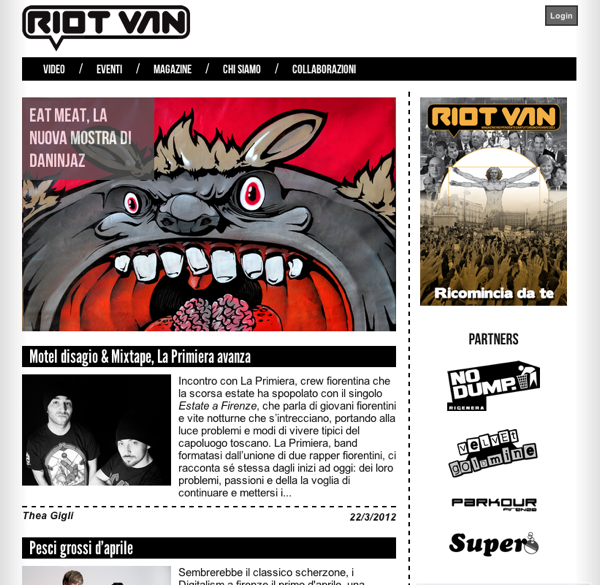 RIOT VAN
Login
VIDEO / EVENTI / MAGAZINE / CHI SIAMO / COLLABORAZIONI
EAT MEAT, LA
NUOVA MOSTRA DI
DANINJAZ
Motel disagio & Mixtape, La Primiera avanza
Incontro con La Primiera, crew fiorentina che
la scorsa estate ha spopolato con il singolo
Estate a Firenze, che parla di giovani fiorentini
e vite notturne che s'intrecciano, portando alla
luce problemi e modi di vivere tipici del
capoluogo toscano. La Primiera, band
formatasi dall'unione di due rapper fiorentini, ci
racconta sé stessa dagli inizi ad oggi: dei loro
problemi, passioni e della la voglia di
continuare e mettersi i...
Thea Gigli
22/3/2012
Pesci grossi d'aprile
Sembrerebbe il classico scherzone, i
Digitalism a firenze il primo d'aprile, una
RIOT VAN
Ricomincia da te
PARTNERS
NO
DUMP.
RIGENERA
VELVET
GOLDMINE
PARKOUR
FIRENZE
Super